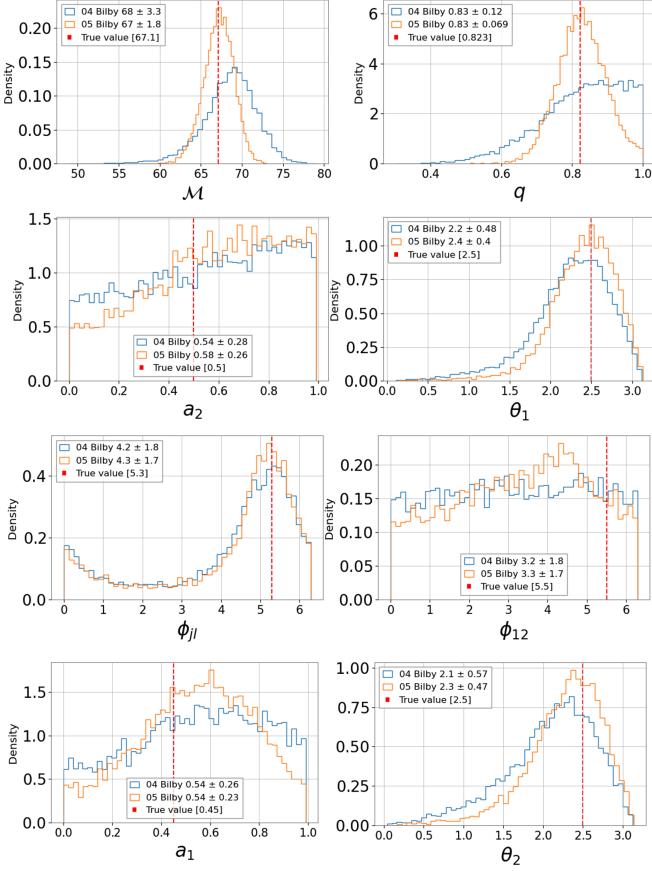 04 Bilby 68 ± 3.3
05 Bilby 67 ± 1.8
True value [67.1]
Density
0.20
0.15
0.10
0.05
0.00
50 55 60 65 70 75 80
ℳ
04 Bilby 0.83 ± 0.12
05 Bilby 0.83 ± 0.069
True value [0.823]
Density
6
4
2
0
0.4 0.6 0.8 1.0
q
04 Bilby 0.54 ± 0.28
05 Bilby 0.58 ± 0.26
True value [0.5]
Density
1.5
1.0
0.5
0.0
0.0 0.2 0.4 0.6 0.8 1.0
a₂
04 Bilby 2.2 ± 0.48
05 Bilby 2.4 ± 0.4
True value [2.5]
Density
1.00
0.75
0.50
0.25
0.00
0.0 0.5 1.0 1.5 2.0 2.5 3.0
θ₁
04 Bilby 4.2 ± 1.8
05 Bilby 4.3 ± 1.7
True value [5.3]
Density
0.4
0.2
0.0
0 1 2 3 4 5 6
ϕjl
04 Bilby 3.2 ± 1.8
05 Bilby 3.3 ± 1.7
True value [5.5]
Density
0.20
0.15
0.10
0.05
0.00
0 1 2 3 4 5 6
ϕ₁₂
04 Bilby 0.54 ± 0.26
05 Bilby 0.54 ± 0.23
True value [0.45]
Density
1.5
1.0
0.5
0.0
0.0 0.2 0.4 0.6 0.8 1.0
a₁
04 Bilby 2.1 ± 0.57
05 Bilby 2.3 ± 0.47
True value [2.5]
Density
1.00
0.75
0.50
0.25
0.00
0.0 0.5 1.0 1.5 2.0 2.5 3.0
θ₂